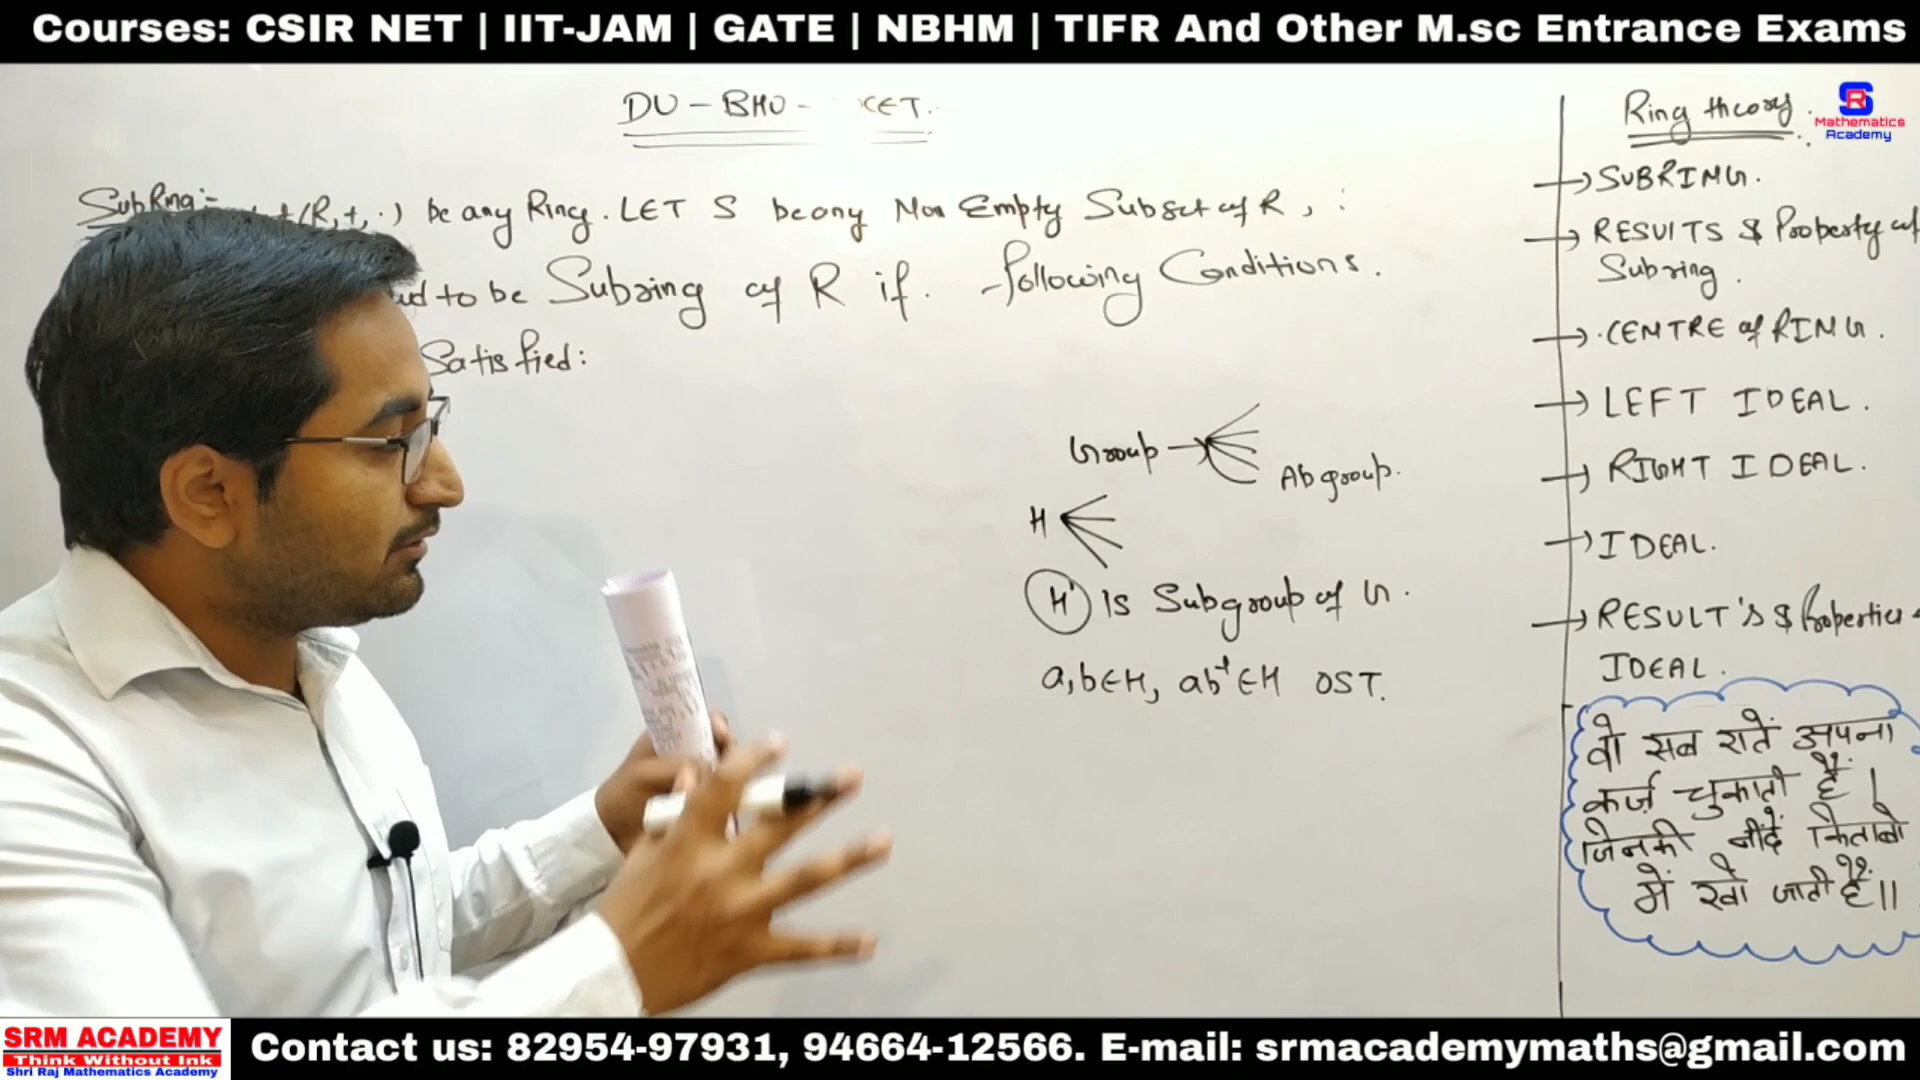 Courses: CSIR NET | IIT-JAM | GATE | NBHM | TIFR And Other M.sc Entrance Exams
DU - BHU - CET.
SubRing:- (R,+,·) be any Ring. LET S be any Non Empty Subset of R,
to be Subring of R if. following Conditions.
Satisfied:
Group
Ab group.
H
H is Subgroup of G.
a,b∈H, ab⁻¹∈H OST.
Ring theory
SUBRING.
RESULTS & Property of
Subring.
CENTRE of RING.
LEFT IDEAL.
RIGHT IDEAL.
IDEAL.
RESULT'S & Properties
IDEAL.
वो सब रातें अपना
कर्ज चुकाती हैं।
जिनकी नींदें किताबो
में खो जाती हैं॥
SR
Mathematics
Academy
SRM ACADEMY
Think Without Ink
Shri Raj Mathematics Academy
Contact us: 82954-97931, 94664-12566. E-mail: srmacademymaths@gmail.com